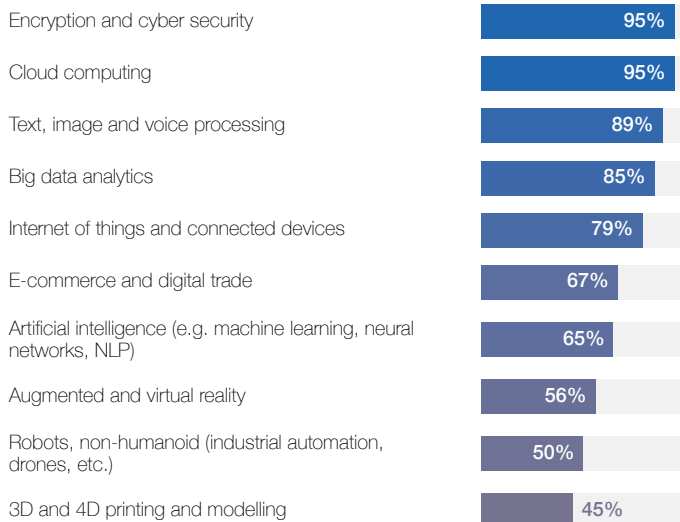 Encryption and cyber security 95%
Cloud computing 95%
Text, image and voice processing 89%
Big data analytics 85%
Internet of things and connected devices 79%
E-commerce and digital trade 67%
Artificial intelligence (e.g. machine learning, neural
networks, NLP) 65%
Augmented and virtual reality 56%
Robots, non-humanoid (industrial automation,
drones, etc.) 50%
3D and 4D printing and modelling 45%